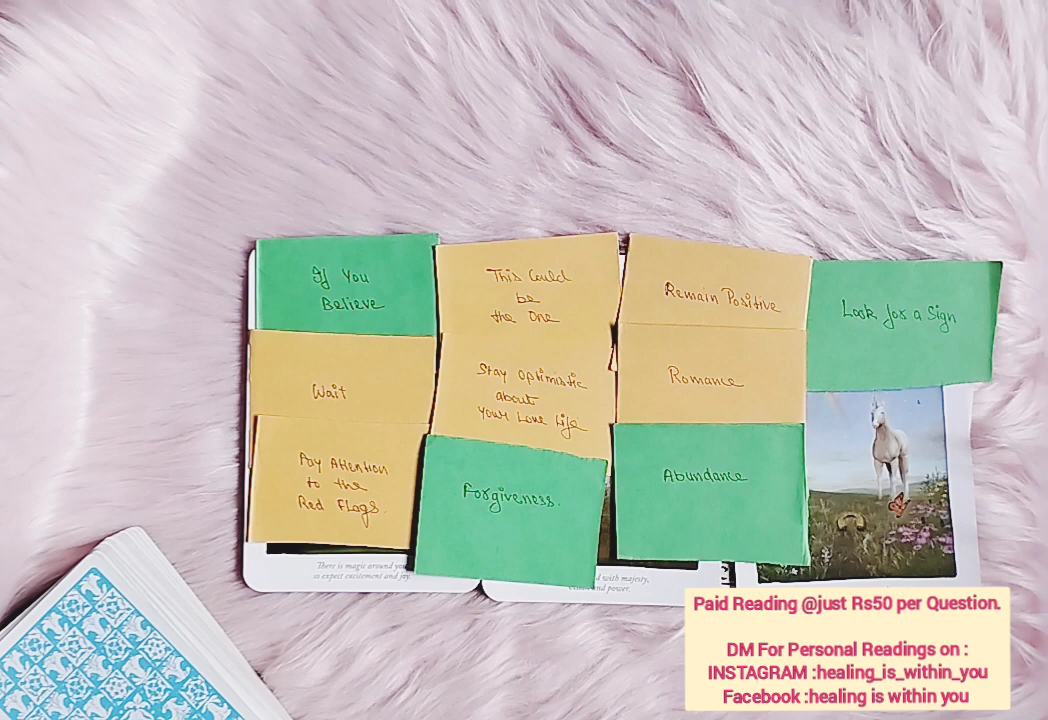 If You
Believe
This Could
be
the One
Remain Positive
Look for a Sign
Wait
Stay Optimistic
about
your Love Life
Romance
Pay Attention
to the
Red Flags.
Forgiveness.
Abundance
There is magic around you
so expect excitement and joy.
d with majesty,
and power.
Paid Reading @just Rs50 per Question.
DM For Personal Readings on :
INSTAGRAM :healing_is_within_you
Facebook :healing is within you